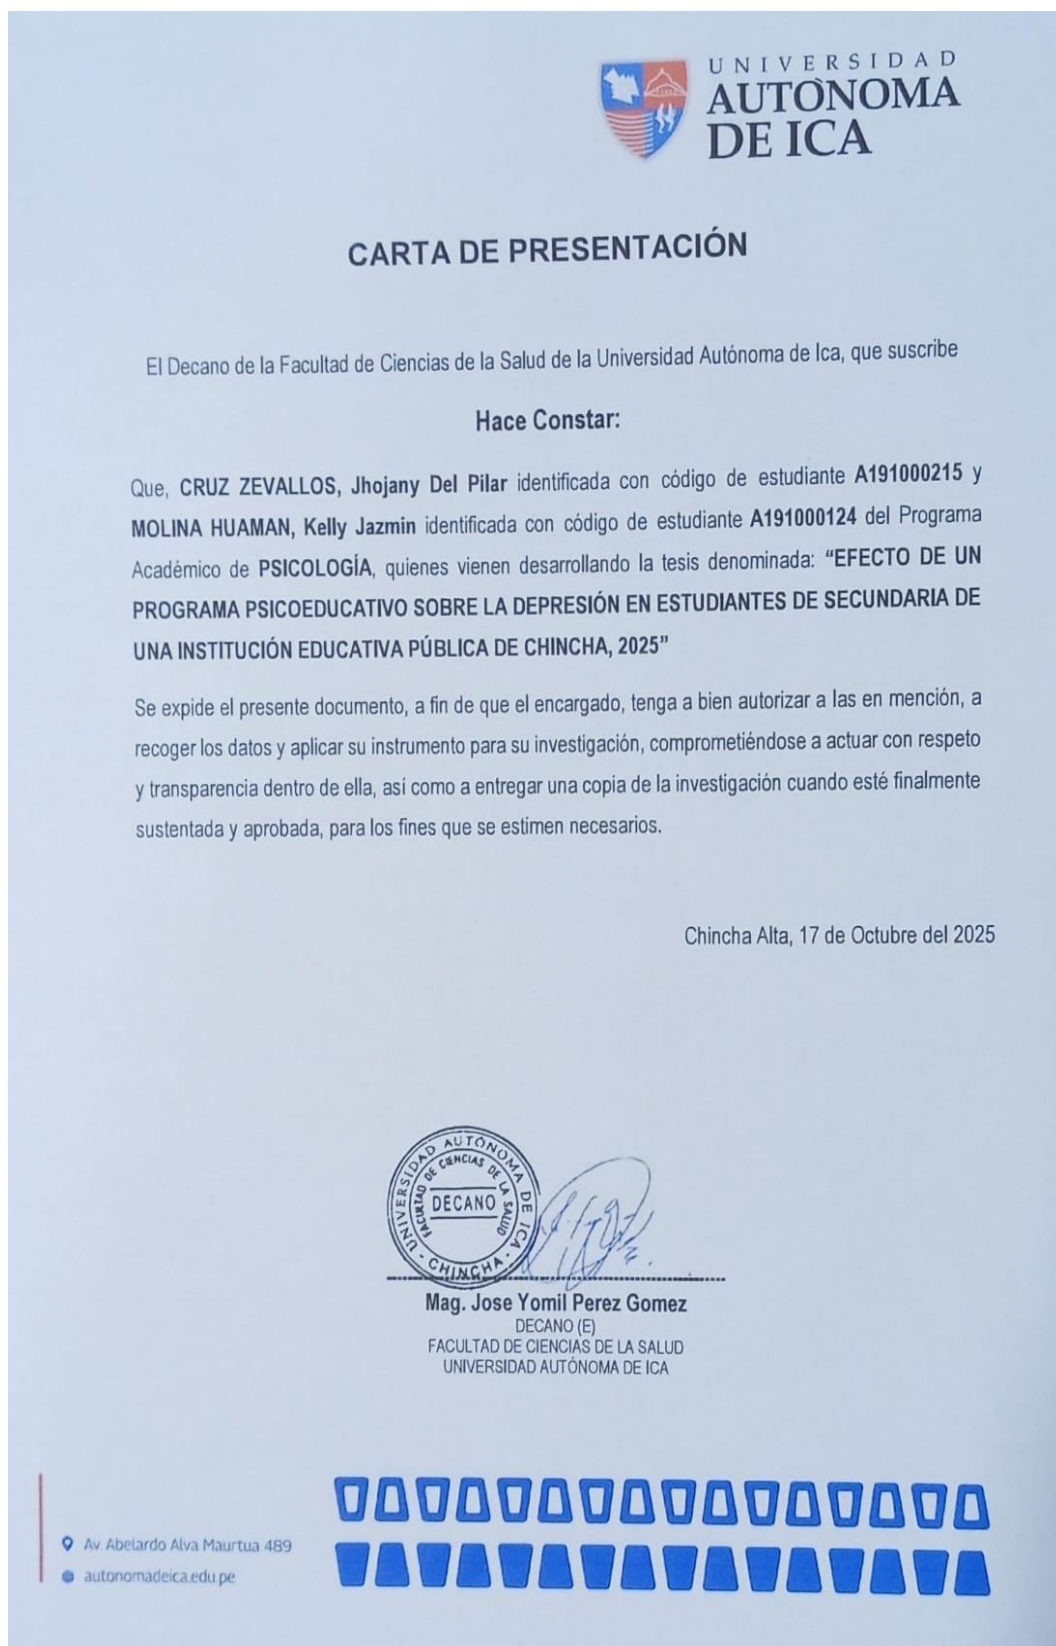 UNIVERSIDAD
AUTÓNOMA
DE ICA
CARTA DE PRESENTACIÓN
El Decano de la Facultad de Ciencias de la Salud de la Universidad Autónoma de Ica, que suscribe
Hace Constar:
Que, CRUZ ZEVALLOS, Jhojany Del Pilar identificada con código de estudiante A191000215 y
MOLINA HUAMAN, Kelly Jazmin identificada con código de estudiante A191000124 del Programa
Académico de PSICOLOGÍA, quienes vienen desarrollando la tesis denominada: “EFECTO DE UN
PROGRAMA PSICOEDUCATIVO SOBRE LA DEPRESIÓN EN ESTUDIANTES DE SECUNDARIA DE
UNA INSTITUCIÓN EDUCATIVA PÚBLICA DE CHINCHA, 2025”
Se expide el presente documento, a fin de que el encargado, tenga a bien autorizar a las en mención, a
recoger los datos y aplicar su instrumento para su investigación, comprometiéndose a actuar con respeto
y transparencia dentro de ella, así como a entregar una copia de la investigación cuando esté finalmente
sustentada y aprobada, para los fines que se estimen necesarios.
Chincha Alta, 17 de Octubre del 2025
UNIVERSIDAD AUTÓNOMA DE ICA
FACULTAD DE CIENCIAS DE LA SALUD
DECANO
- CHINCHA -
Mag. Jose Yomil Perez Gomez
DECANO (E)
FACULTAD DE CIENCIAS DE LA SALUD
UNIVERSIDAD AUTÓNOMA DE ICA
Av. Abelardo Alva Maurtua 489
autonomadeica.edu.pe